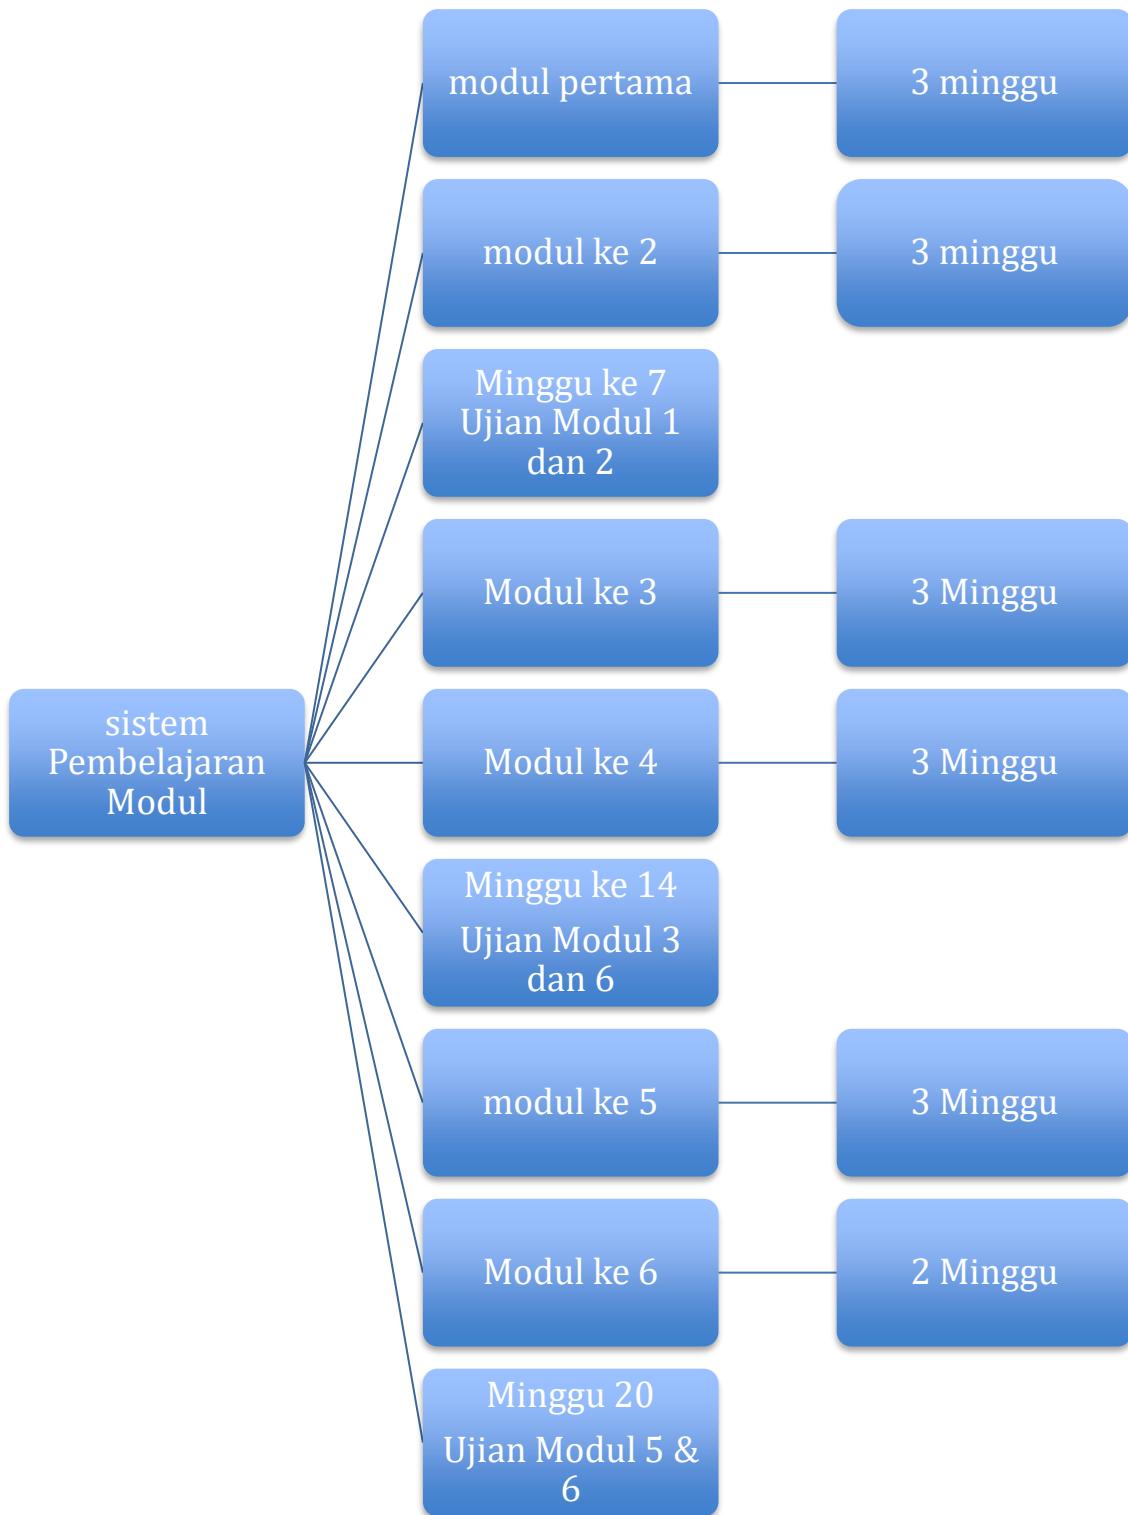 modul pertama
3 minggu
modul ke 2
3 minggu
Minggu ke 7
Ujian Modul 1
dan 2
Modul ke 3
3 Minggu
sistem
Pembelajaran
Modul
Modul ke 4
3 Minggu
Minggu ke 14
Ujian Modul 3
dan 6
modul ke 5
3 Minggu
Modul ke 6
2 Minggu
Minggu 20
Ujian Modul 5 &
6